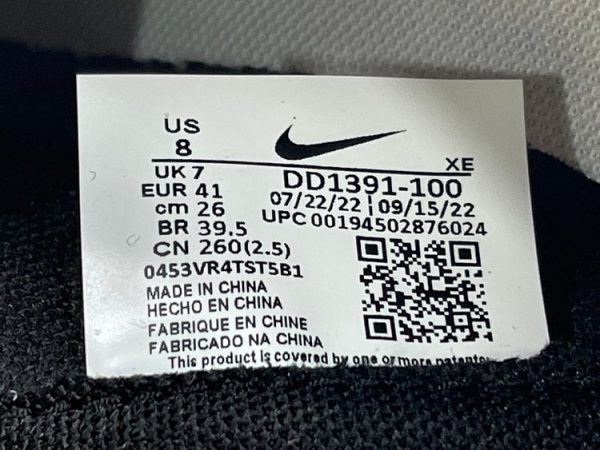 US
8
UK 7
EUR 41
cm 26
BR 39.5
CN 260(2.5)
XE
DD1391-100
07/22/22 | 09/15/22
UPC 00194502876024
0453VR4TST5B1
MADE IN CHINA
HECHO EN CHINA
FABRIQUE EN CHINE
FABRICADO NA CHINA
This product is covered by one or more patents